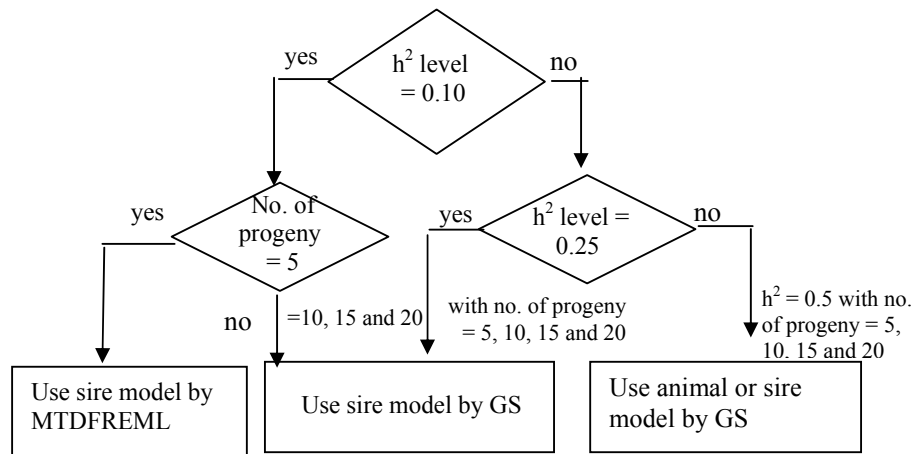 yes
h² level
= 0.10
no
yes
No. of
progeny
= 5
yes
h² level =
0.25
no
no
=10, 15 and 20
with no. of progeny
= 5, 10, 15 and 20
h² = 0.5 with no.
of progeny = 5,
10, 15 and 20
Use sire model by
MTDFREML
Use sire model by GS
Use animal or sire
model by GS